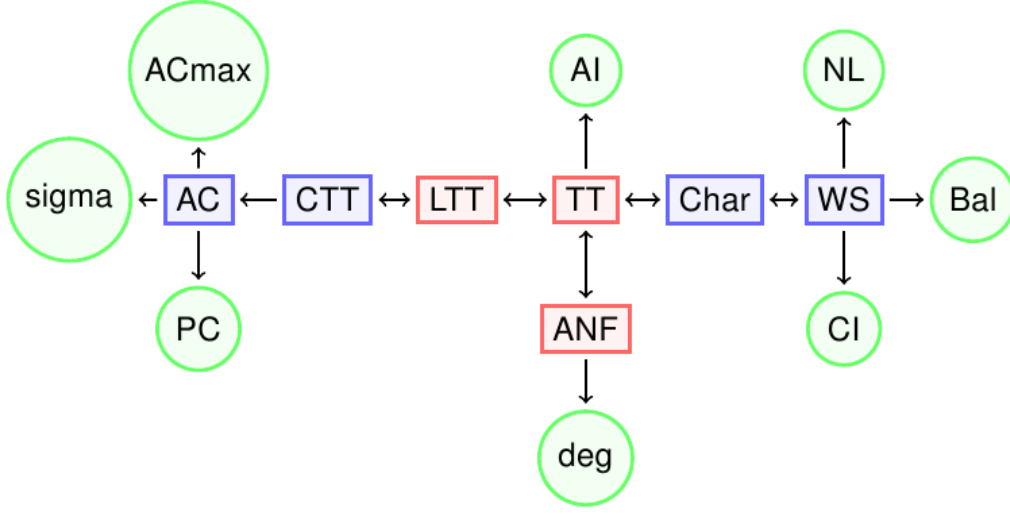 ACmax
AI
NL
sigma
AC
CTT
LTT
TT
Char
WS
Bal
PC
ANF
CI
deg